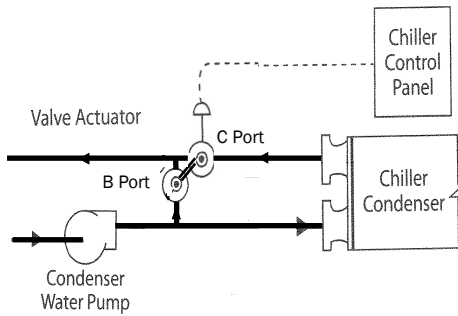 Chiller
Control
Panel
Valve Actuator
C Port
B Port
Chiller
Condenser
Condenser
Water Pump